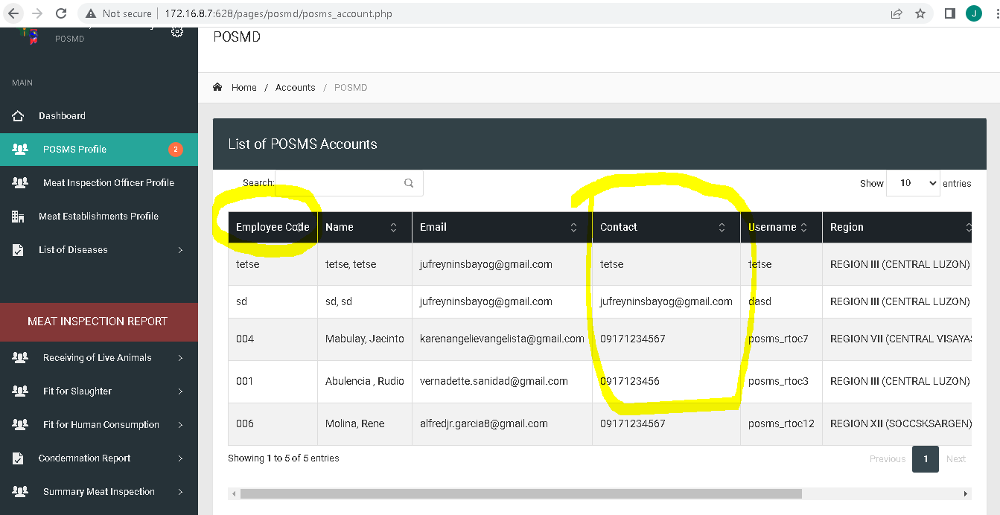 Not secure | 172.16.8.7:628/pages/posmd/posms_account.php
J
POSMD
POSMD
MAIN
Dashboard
POSMS Profile 2
Meat Inspection Officer Profile
Meat Establishments Profile
List of Diseases
MEAT INSPECTION REPORT
Receiving of Live Animals
Fit for Slaughter
Fit for Human Consumption
Condemnation Report
Summary Meat Inspection
Home / Accounts / POSMD
List of POSMS Accounts
Search:
Show 10 entries
Employee Code Name Email Contact Username Region
tetse tetse, tetse jufreyninsbayog@gmail.com tetse tetse REGION III (CENTRAL LUZON)
sd sd, sd jufreyninsbayog@gmail.com jufreyninsbayog@gmail.com dasd REGION III (CENTRAL LUZON)
004 Mabulay, Jacinto karenangelievangelista@gmail.com 09171234567 posms_rtoc7 REGION VII (CENTRAL VISAYAS
001 Abulencia , Rudio vernadette.sanidad@gmail.com 0917123456 posms_rtoc3 REGION III (CENTRAL LUZON)
006 Molina, Rene alfredjr.garcia8@gmail.com 09171234567 posms_rtoc12 REGION XII (SOCCSKSARGEN)
Showing 1 to 5 of 5 entries
Previous 1 Next